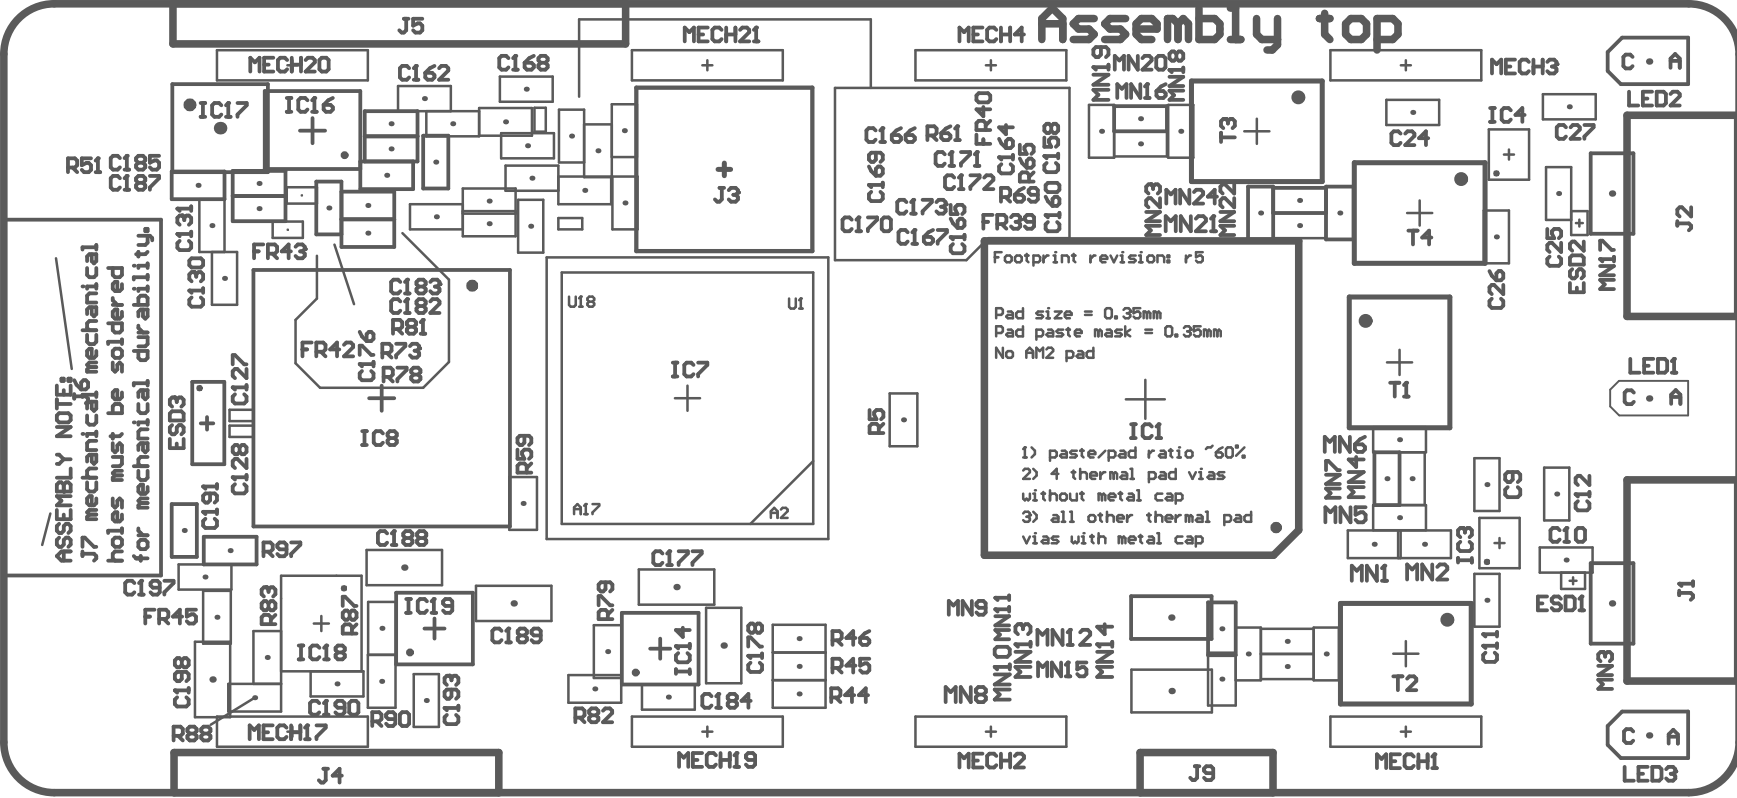 Assembly top
J5
MECH20
MECH21
MECH4
MECH3
C162
C168
MN19
MN20
MN18
MN16
C A
LED2
IC17
IC16
C166
R61
FR40
C164
C158
C169
C171
R65
C172
R69
C160
C173
C165
C170
C167
FR39
T3
C24
IC4
C27
R51
C185
C187
C131
FR43
C130
J3
MN23
MN24
MN22
MN21
T4
C25
ESD2
MN17
J2
C26
ASSEMBLY NOTE:
J6
J7 mechanical mechanical
holes must be soldered
for mechanical durability.
C183
C182
R81
FR42
C176
R73
R78
IC8
U18
U1
IC7
A17
A2
Footprint revision: r5
Pad size = 0.35mm
Pad paste mask = 0.35mm
No AM2 pad
IC1
1) paste/pad ratio ~60%
2) 4 thermal pad vias
without metal cap
3) all other thermal pad
vias with metal cap
T1
LED1
C A
ESD3
C127
C128
R59
R5
MN6
MN7
MN46
MN5
C9
C12
C191
R97
C188
C177
MN1
MN2
IC3
C10
ESD1
J1
C197
FR45
R83
R87
IC19
C189
R79
IC14
C178
R46
R45
R44
MN9
MN10
MN11
MN13
MN12
MN14
MN15
MN8
T2
C11
MN3
C198
IC18
C190
R90
C193
R88
R82
C184
MECH17
MECH19
MECH2
MECH1
C A
LED3
J4
J9